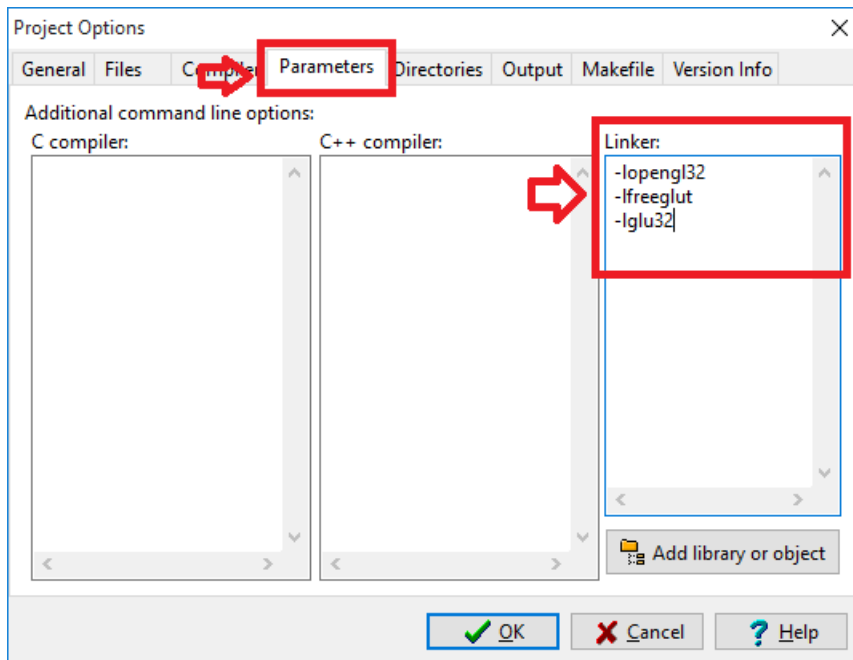 Project Options
General Files Compiler Parameters Directories Output Makefile Version Info
Additional command line options:
C compiler: C++ compiler: Linker:
-lopengl32
-lfreeglut
-lglu32
Add library or object
OK Cancel Help